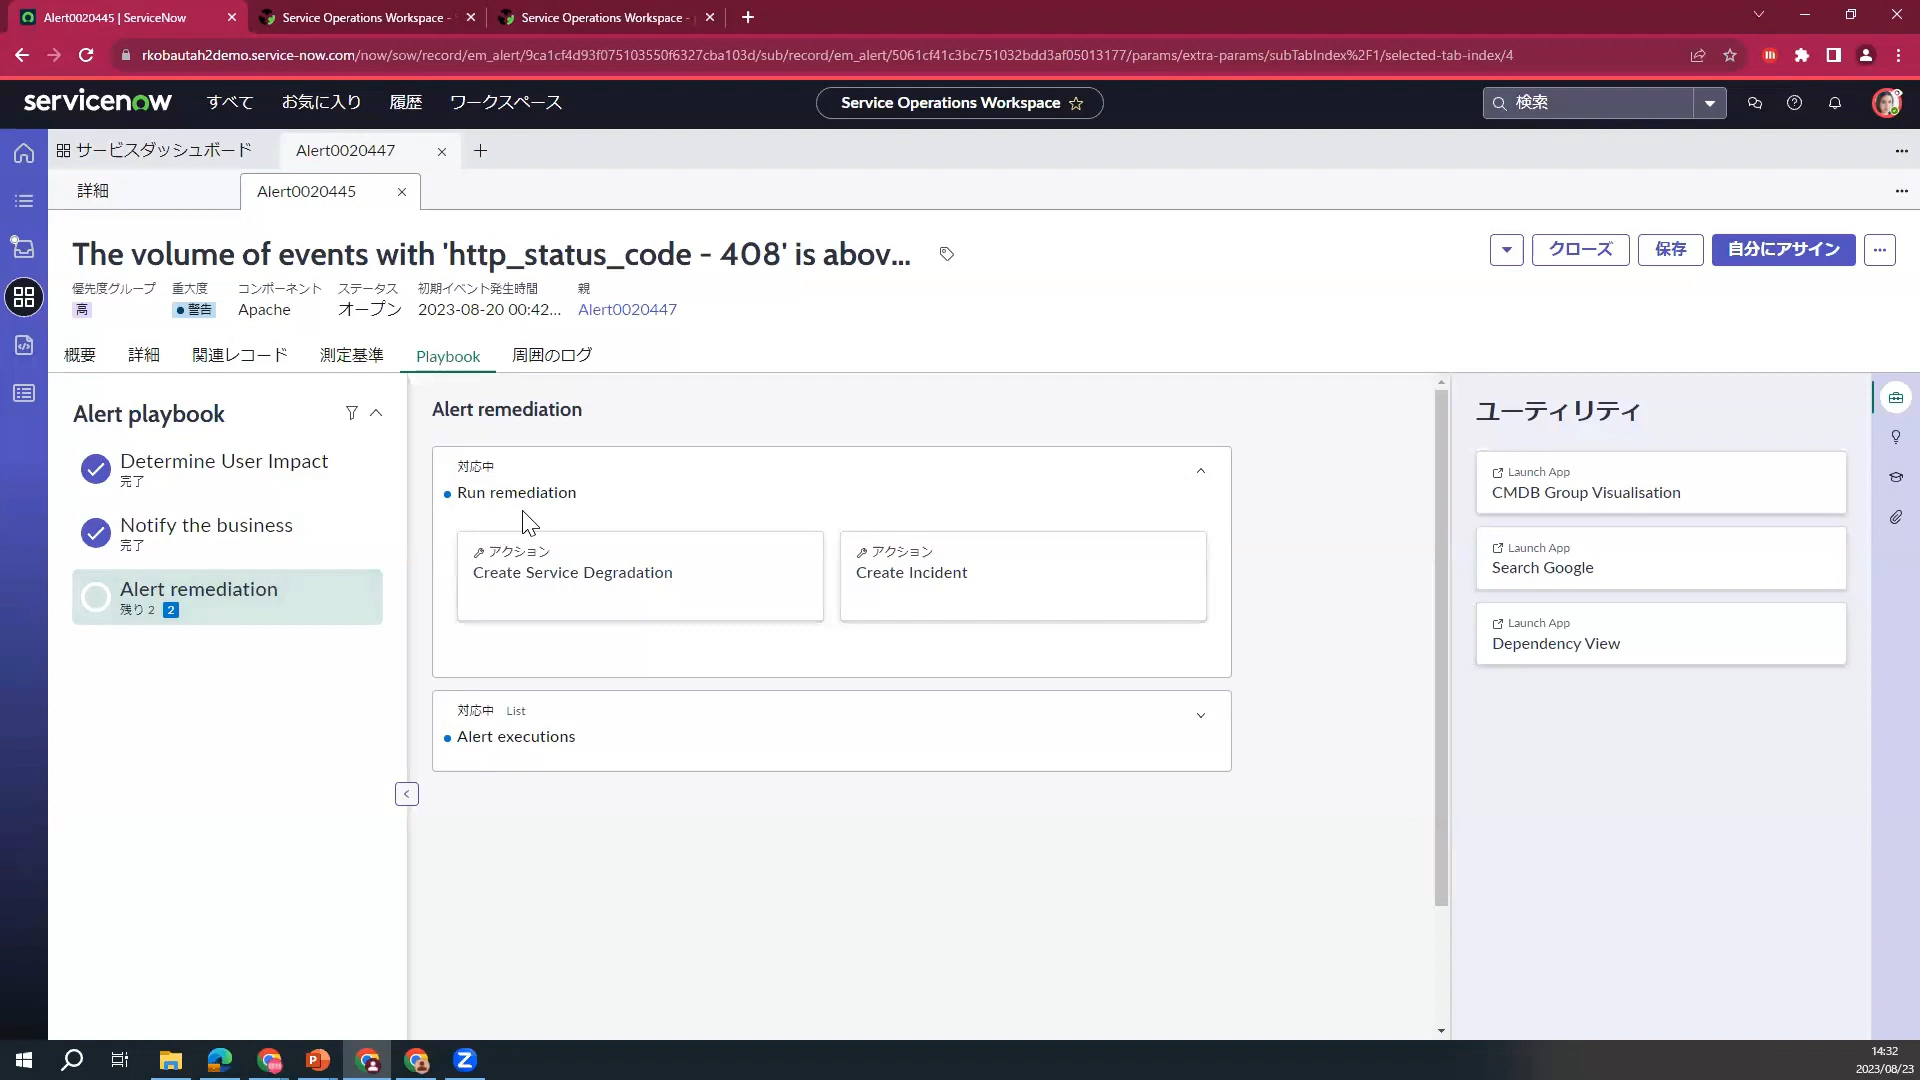 Alert0020445 | ServiceNow
Service Operations Workspace -
Service Operations Workspace -
rkobautah2demo.service-now.com/now/sow/record/em_alert/9ca1cf4d93f075103550f6327cba103d/sub/record/em_alert/5061cf41c3bc751032bdd3af05013177/params/extra-params/subTabIndex%2F1/selected-tab-index/4
servicenow
すべて
お気に入り
履歴
ワークスペース
Service Operations Workspace
検索
サービスダッシュボード
Alert0020447
詳細
Alert0020445
The volume of events with 'http_status_code - 408' is abov...
クローズ
保存
自分にアサイン
優先度グループ
重大度
コンポーネント
ステータス
初期イベント発生時間
親
高
警告
Apache
オープン
2023-08-20 00:42...
Alert0020447
概要
詳細
関連レコード
測定基準
Playbook
周囲のログ
Alert playbook
Determine User Impact
完了
Notify the business
完了
Alert remediation
残り 2 2
Alert remediation
対応中
Run remediation
アクション
Create Service Degradation
アクション
Create Incident
対応中 List
Alert executions
ユーティリティ
Launch App
CMDB Group Visualisation
Launch App
Search Google
Launch App
Dependency View
14:32
2023/08/23